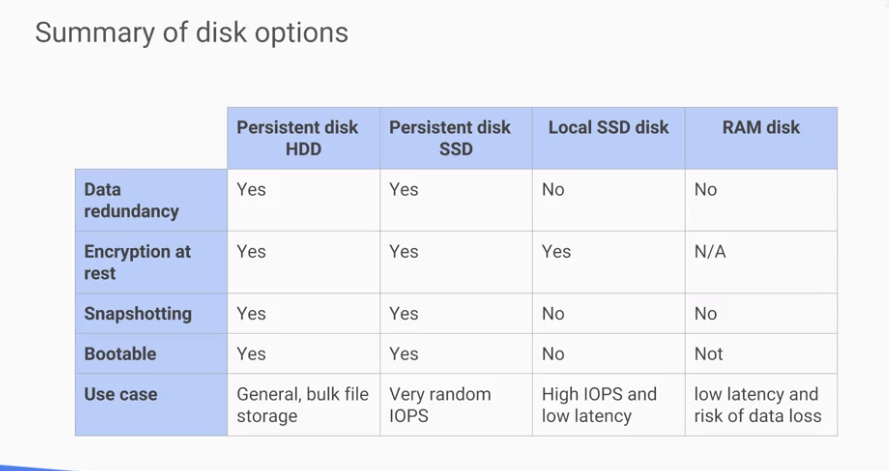 Summary of disk options
Persistent disk HDD
Persistent disk SSD
Local SSD disk
RAM disk
Data redundancy
Yes
Yes
No
No
Encryption at rest
Yes
Yes
Yes
N/A
Snapshotting
Yes
Yes
No
No
Bootable
Yes
Yes
No
Not
Use case
General, bulk file storage
Very random IOPS
High IOPS and low latency
low latency and risk of data loss